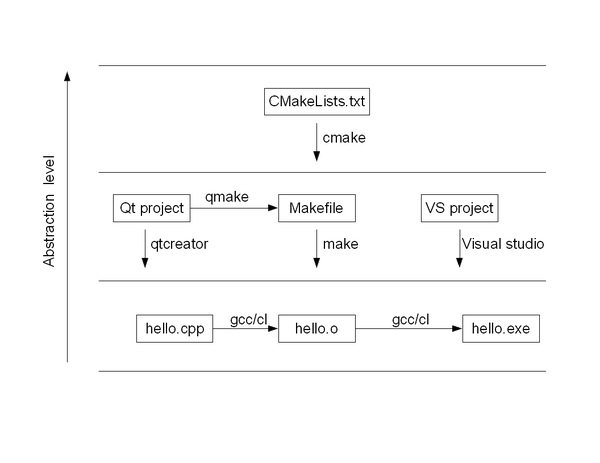 CMakeLists.txt
cmake
Abstraction level
Qt project
qmake
Makefile
VS project
qtcreator
make
Visual studio
hello.cpp
gcc/cl
hello.o
gcc/cl
hello.exe